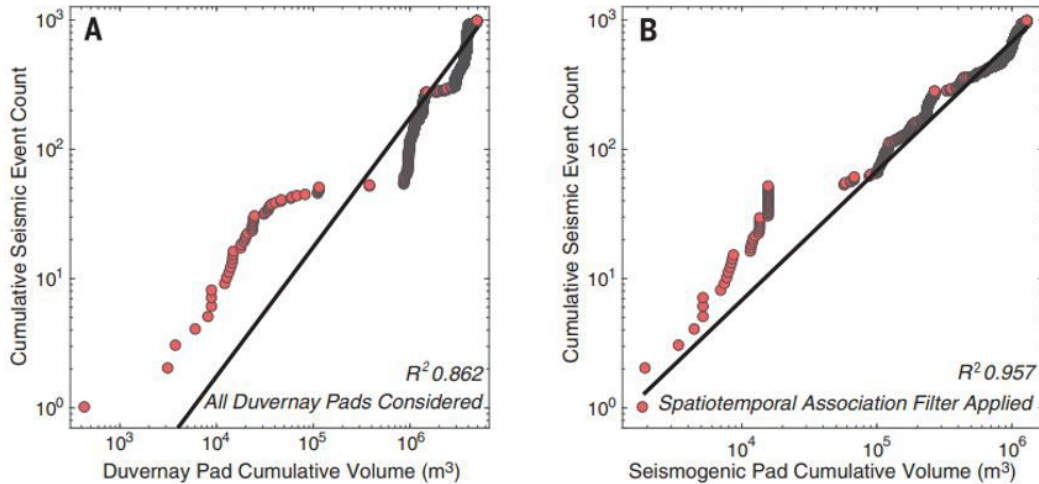 A
Cumulative Seismic Event Count
10³
10²
10¹
10⁰
R² 0.862
All Duvernay Pads Considered
10³ 10⁴ 10⁵ 10⁶
Duvernay Pad Cumulative Volume (m³)
B
Cumulative Seismic Event Count
10³
10²
10¹
10⁰
R² 0.957
Spatiotemporal Association Filter Applied
10⁴ 10⁵ 10⁶
Seismogenic Pad Cumulative Volume (m³)